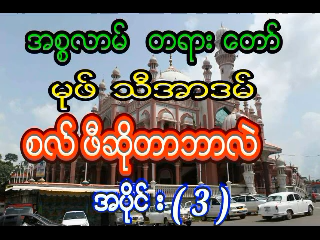 အစ္စလာမ် တရား တော်
မုဖ် သီအာဒမ်
စလ် ဖီဆိုတာဘာလဲ
အပိုင်း ( 3 )